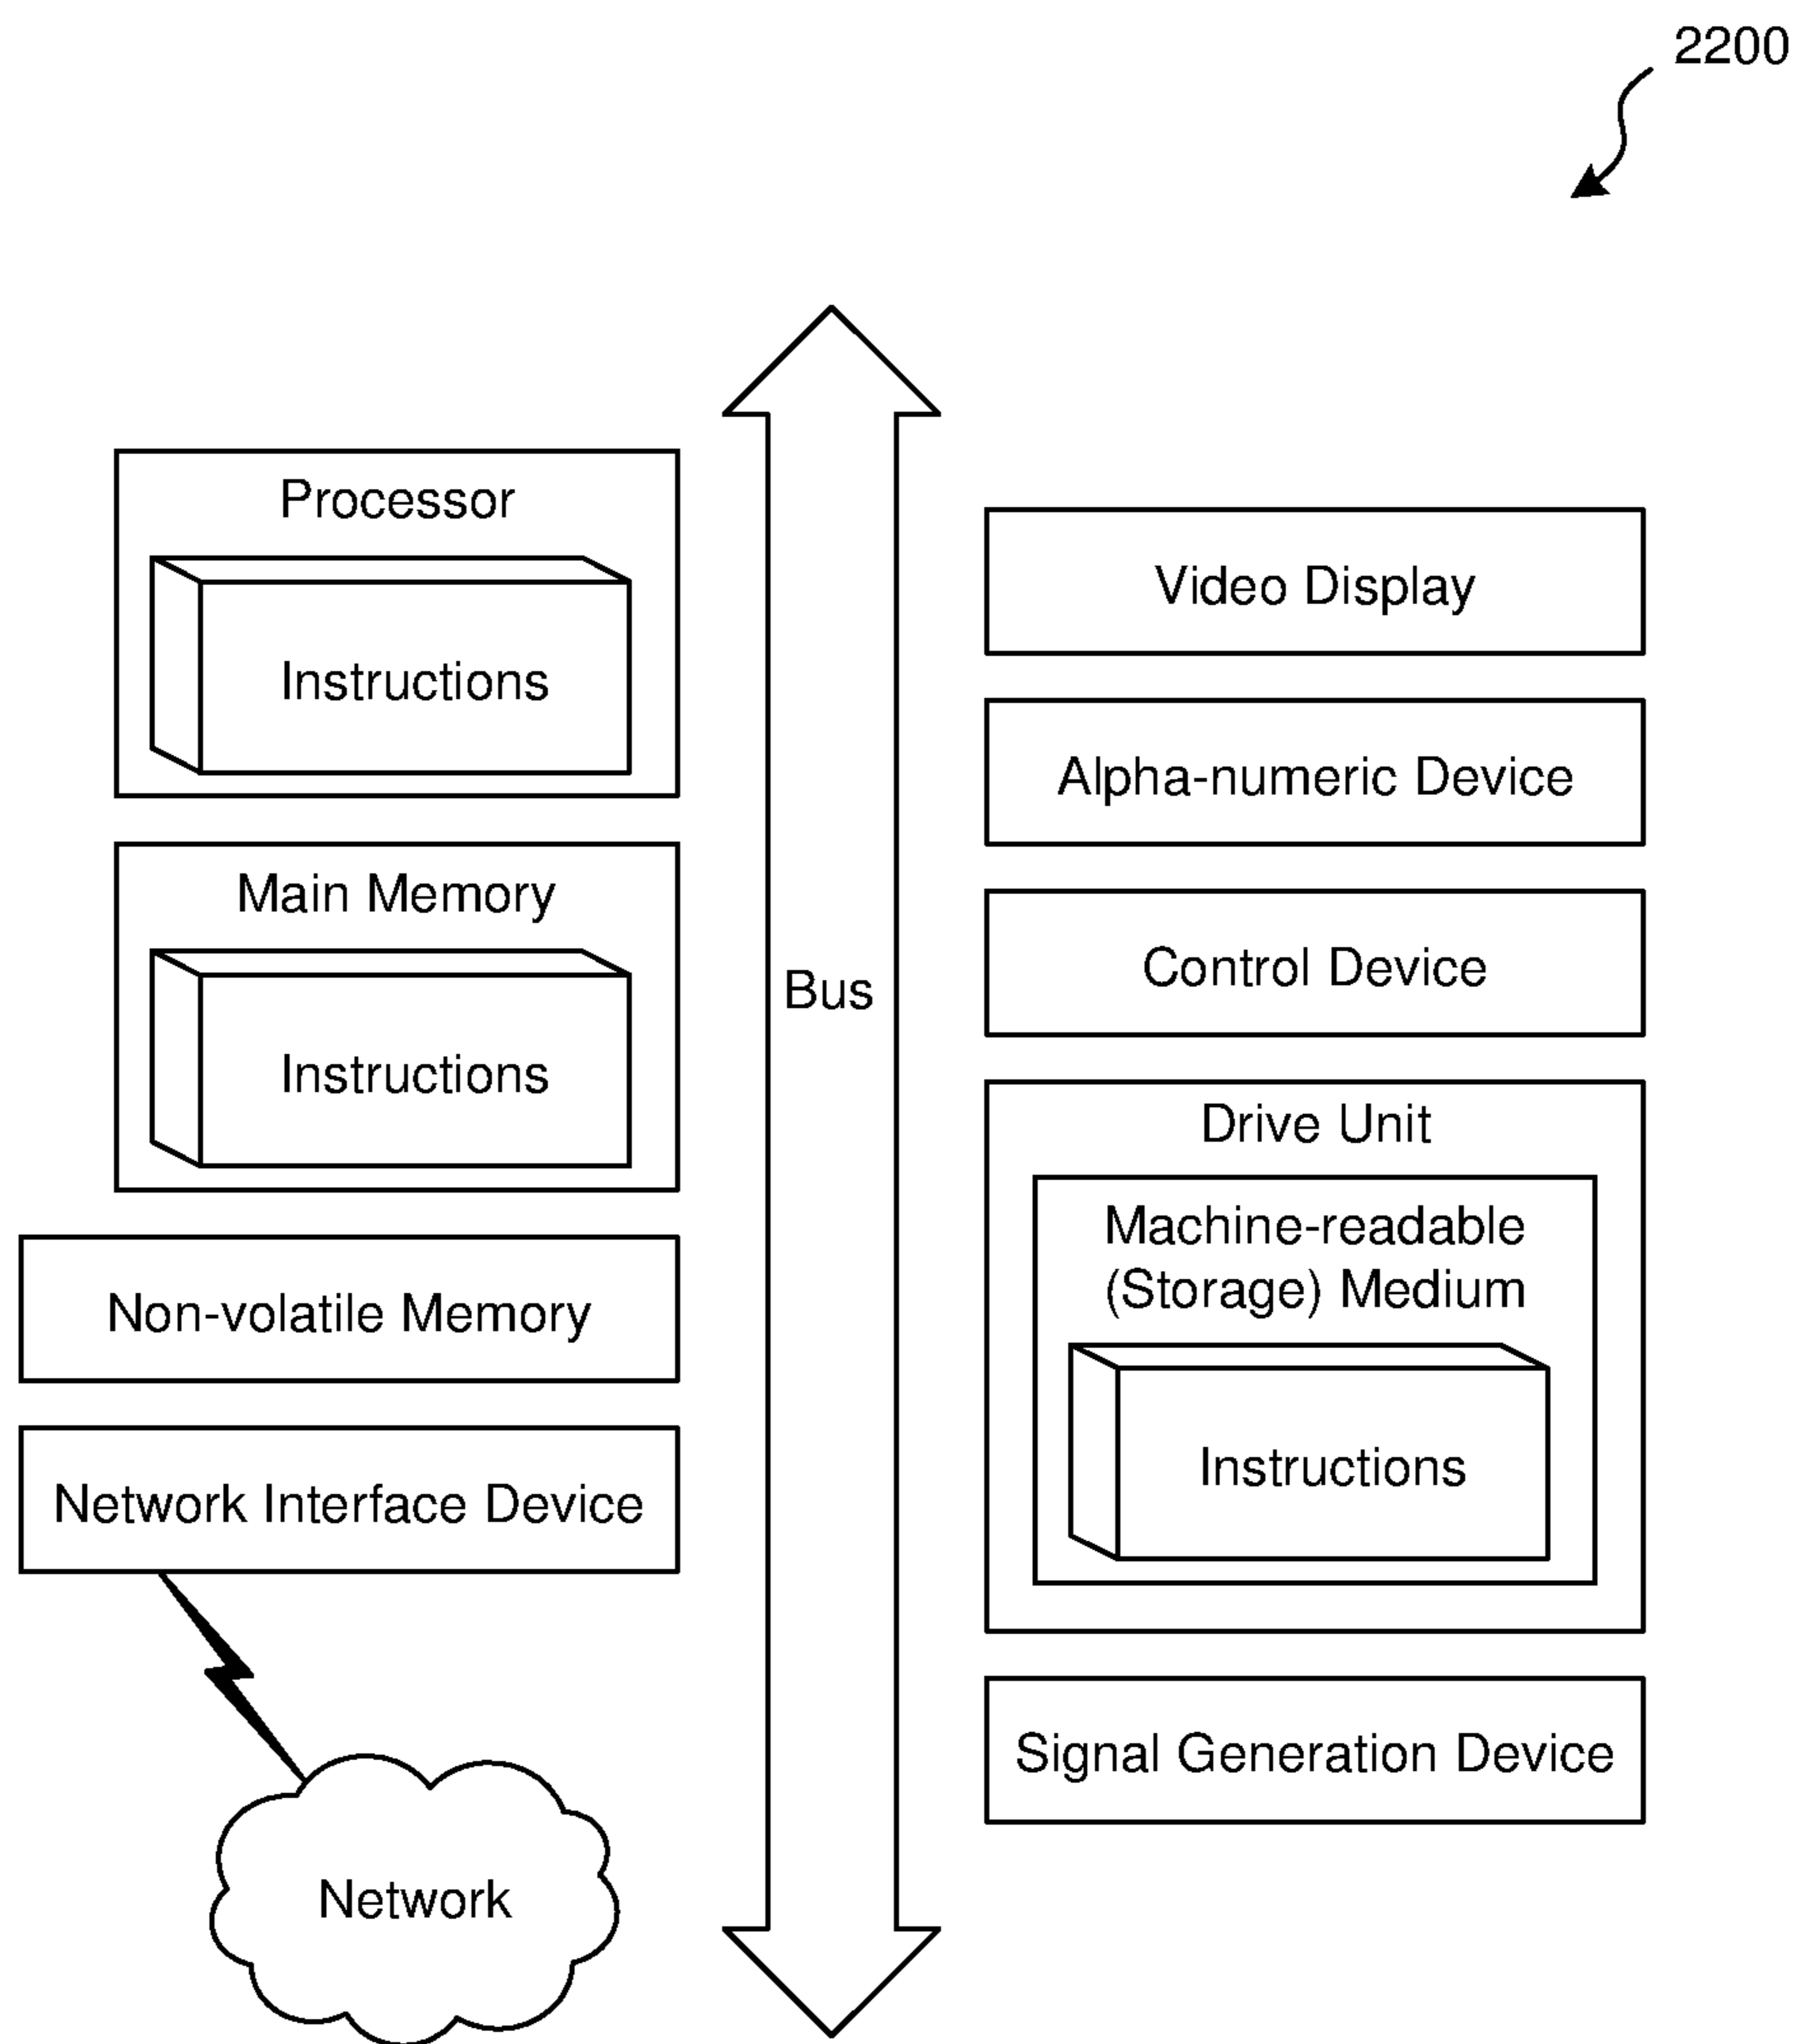 2200
Processor
Instructions
Main Memory
Instructions
Non-volatile Memory
Network Interface Device
Network
Bus
Video Display
Alpha-numeric Device
Control Device
Drive Unit
Machine-readable
(Storage) Medium
Instructions
Signal Generation Device